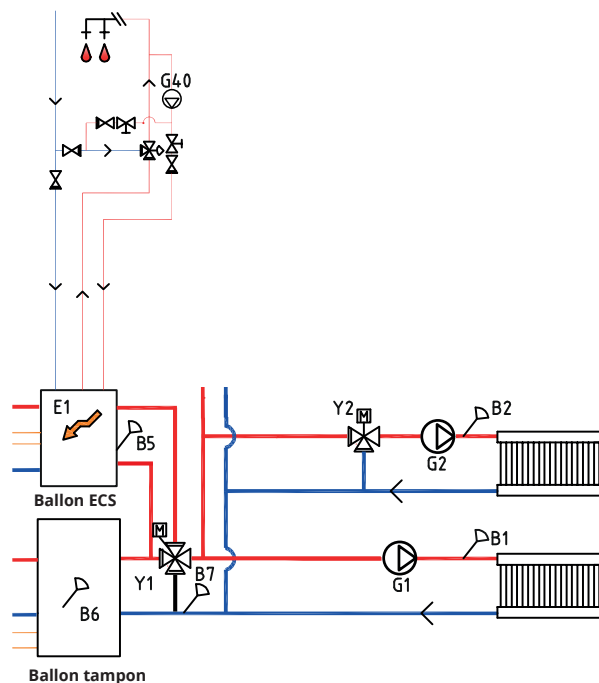 G40
E1
B5
Ballon ECS
Y2
M
B2
G2
M
Y1
B7
B1
G1
B6
Ballon tampon